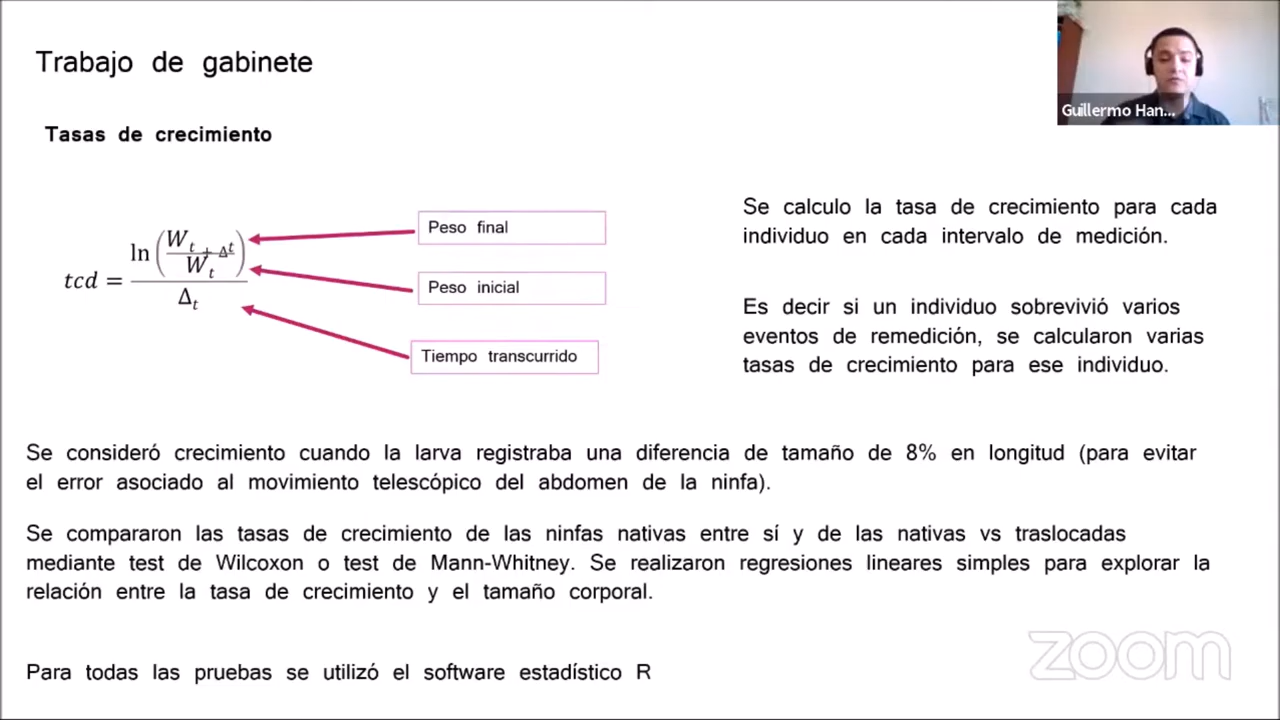 Trabajo de gabinete
Guillermo Han...
Tasas de crecimiento
tcd = ln(W_{t + Δt} / W_t) / Δ_t
Peso final
Peso inicial
Tiempo transcurrido
Se calculo la tasa de crecimiento para cada
individuo en cada intervalo de medición.
Es decir si un individuo sobrevivió varios
eventos de remedición, se calcularon varias
tasas de crecimiento para ese individuo.
Se consideró crecimiento cuando la larva registraba una diferencia de tamaño de 8% en longitud (para evitar
el error asociado al movimiento telescópico del abdomen de la ninfa).
Se compararon las tasas de crecimiento de las ninfas nativas entre sí y de las nativas vs traslocadas
mediante test de Wilcoxon o test de Mann-Whitney. Se realizaron regresiones lineares simples para explorar la
relación entre la tasa de crecimiento y el tamaño corporal.
Para todas las pruebas se utilizó el software estadístico R
zoom